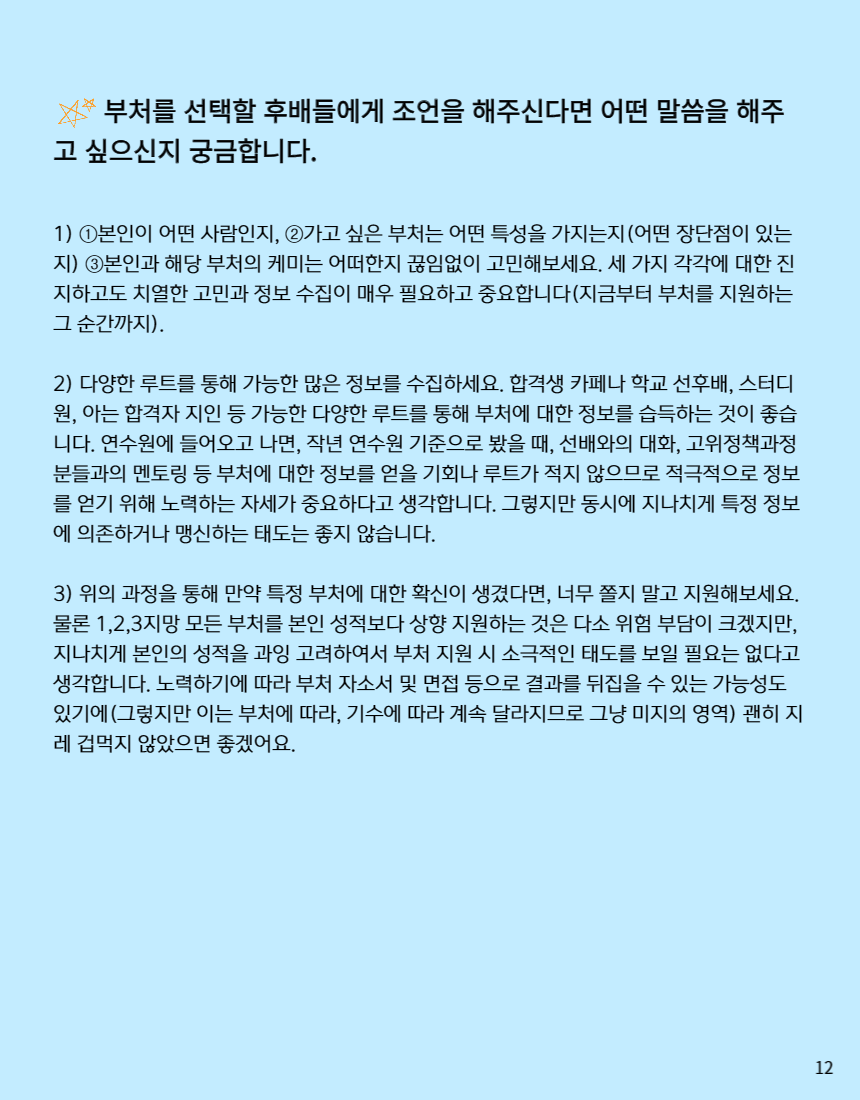 부처를 선택할 후배들에게 조언을 해주신다면 어떤 말씀을 해주
고 싶으신지 궁금합니다.
1) ①본인이 어떤 사람인지, ②가고 싶은 부처는 어떤 특성을 가지는지(어떤 장단점이 있는
지) ③본인과 해당 부처의 케미는 어떠한지 끊임없이 고민해보세요. 세 가지 각각에 대한 진
지하고도 치열한 고민과 정보 수집이 매우 필요하고 중요합니다(지금부터 부처를 지원하는
그 순간까지).
2) 다양한 루트를 통해 가능한 많은 정보를 수집하세요. 합격생 카페나 학교 선후배, 스터디
원, 아는 합격자 지인 등 가능한 다양한 루트를 통해 부처에 대한 정보를 습득하는 것이 좋습
니다. 연수원에 들어오고 나면, 작년 연수원 기준으로 봤을 때, 선배와의 대화, 고위정책과정
분들과의 멘토링 등 부처에 대한 정보를 얻을 기회나 루트가 적지 않으므로 적극적으로 정보
를 얻기 위해 노력하는 자세가 중요하다고 생각합니다. 그렇지만 동시에 지나치게 특정 정보
에 의존하거나 맹신하는 태도는 좋지 않습니다.
3) 위의 과정을 통해 만약 특정 부처에 대한 확신이 생겼다면, 너무 쫄지 말고 지원해보세요.
물론 1,2,3지망 모든 부처를 본인 성적보다 상향 지원하는 것은 다소 위험 부담이 크겠지만,
지나치게 본인의 성적을 과잉 고려하여서 부처 지원 시 소극적인 태도를 보일 필요는 없다고
생각합니다. 노력하기에 따라 부처 자소서 및 면접 등으로 결과를 뒤집을 수 있는 가능성도
있기에(그렇지만 이는 부처에 따라, 기수에 따라 계속 달라지므로 그냥 미지의 영역) 괜히 지
레 겁먹지 않았으면 좋겠어요.
12